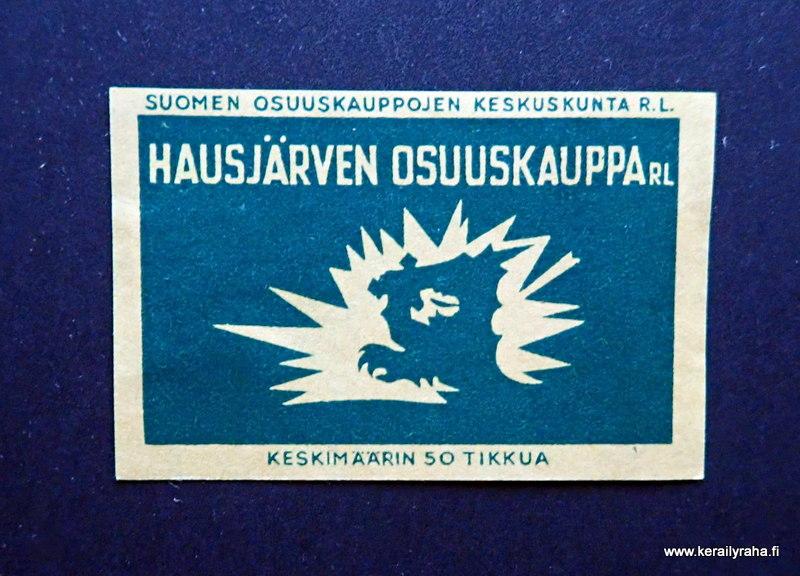 SUOMEN OSUUSKAUPPOJEN KESKUSKUNTA R.L.
HAUSJÄRVEN OSUUSKAUPPA RL
KESKIMÄÄRIN 50 TIKKUA
www.kerailyraha.fi